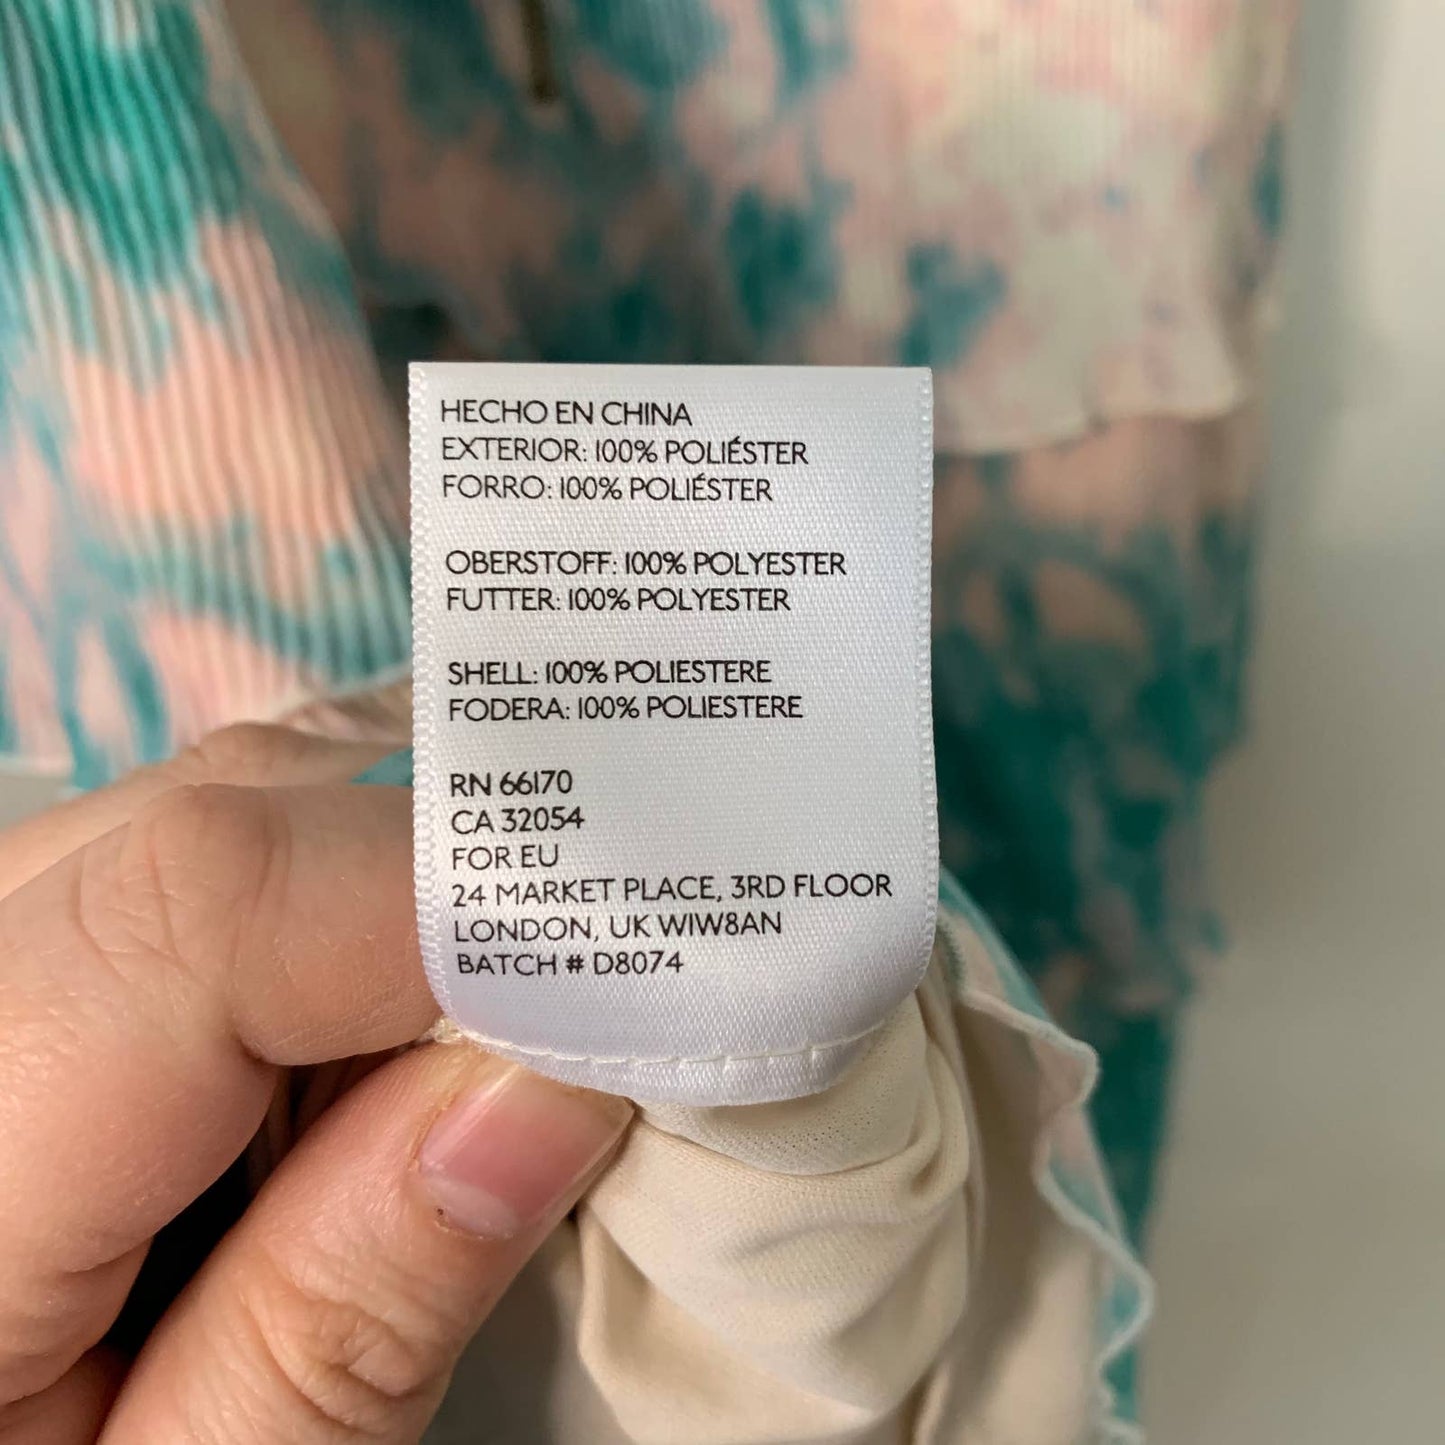 HECHO EN CHINA
EXTERIOR: 100% POLIÉSTER
FORRO: 100% POLIÉSTER
OBERSTOFF: 100% POLYESTER
FUTTER: 100% POLYESTER
SHELL: 100% POLIESTERE
FODERA: 100% POLIESTERE
RN 66170
CA 32054
FOR EU
24 MARKET PLACE, 3RD FLOOR
LONDON, UK W1W8AN
BATCH # D8074